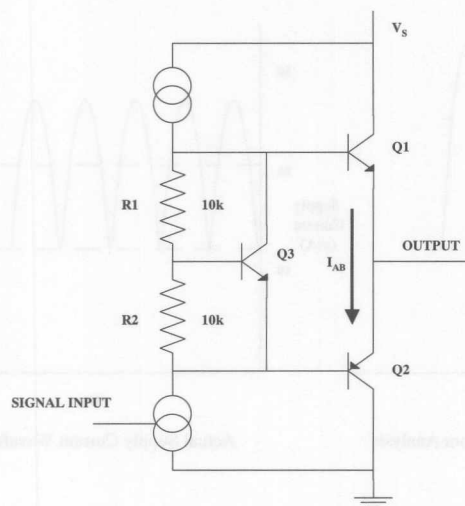 V_S
Q1
R1 10k
Q3
I_AB
OUTPUT
R2 10k
Q2
SIGNAL INPUT